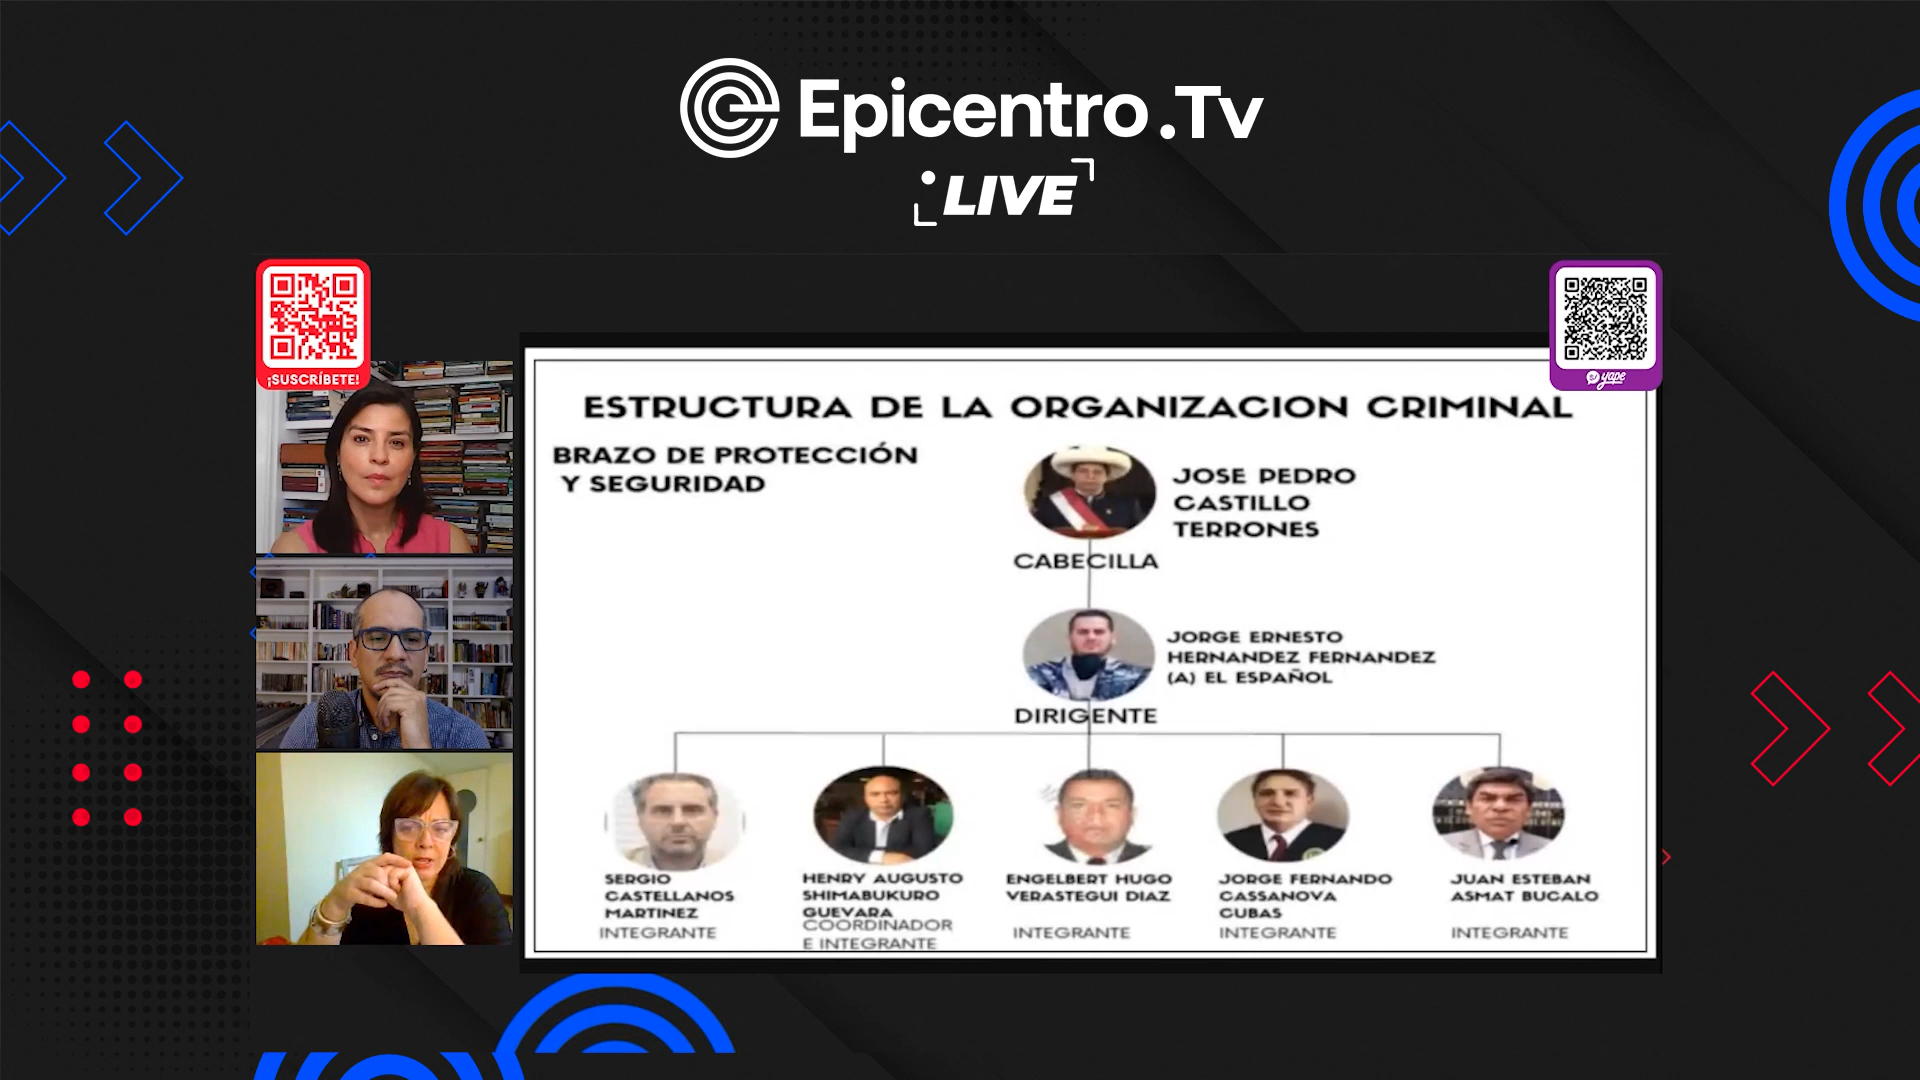 Epicentro.Tv
LIVE
¡SUSCRÍBETE!
yape
ESTRUCTURA DE LA ORGANIZACION CRIMINAL
BRAZO DE PROTECCIÓN
Y SEGURIDAD
JOSE PEDRO
CASTILLO
TERRONES
CABECILLA
JORGE ERNESTO
HERNANDEZ FERNANDEZ
(A) EL ESPAÑOL
DIRIGENTE
SERGIO
CASTELLANOS
MARTINEZ
INTEGRANTE
HENRY AUGUSTO
SHIMABUKURO
GUEVARA
COORDINADOR
E INTEGRANTE
ENGELBERT HUGO
VERASTEGUI DIAZ
INTEGRANTE
JORGE FERNANDO
CASSANOVA
CUBAS
INTEGRANTE
JUAN ESTEBAN
ASMAT BUCALO
INTEGRANTE